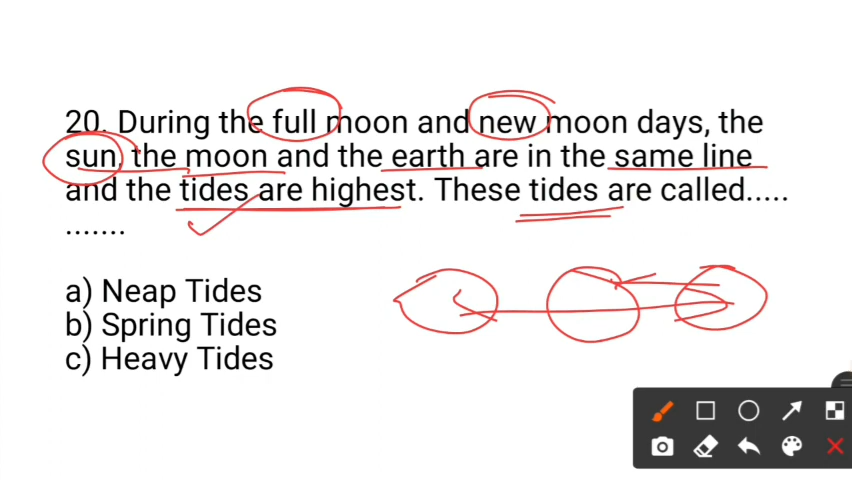 20. During the full moon and new moon days, the
sun, the moon and the earth are in the same line
and the tides are highest. These tides are called.....
.......
a) Neap Tides
b) Spring Tides
c) Heavy Tides